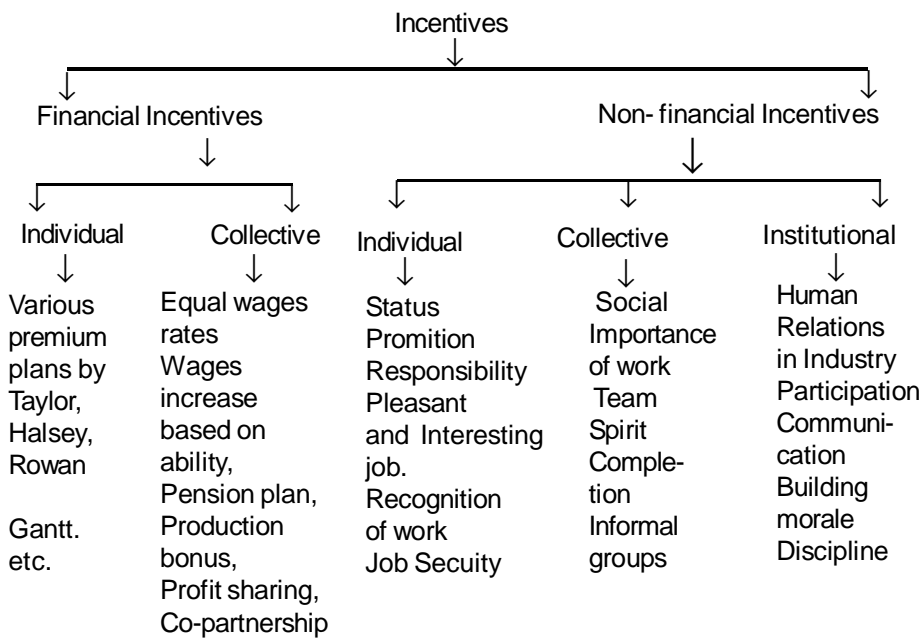 Incentives
Financial Incentives
Non- financial Incentives
Individual
Various
premium
plans by
Taylor,
Halsey,
Rowan
Gantt.
etc.
Collective
Equal wages
rates
Wages
increase
based on
ability,
Pension plan,
Production
bonus,
Profit sharing,
Co-partnership
Individual
Status
Promition
Responsibility
Pleasant
and Interesting
job.
Recognition
of work
Job Secuity
Collective
Social
Importance
of work
Team
Spirit
Comple-
tion
Informal
groups
Institutional
Human
Relations
in Industry
Participation
Communi-
cation
Building
morale
Discipline